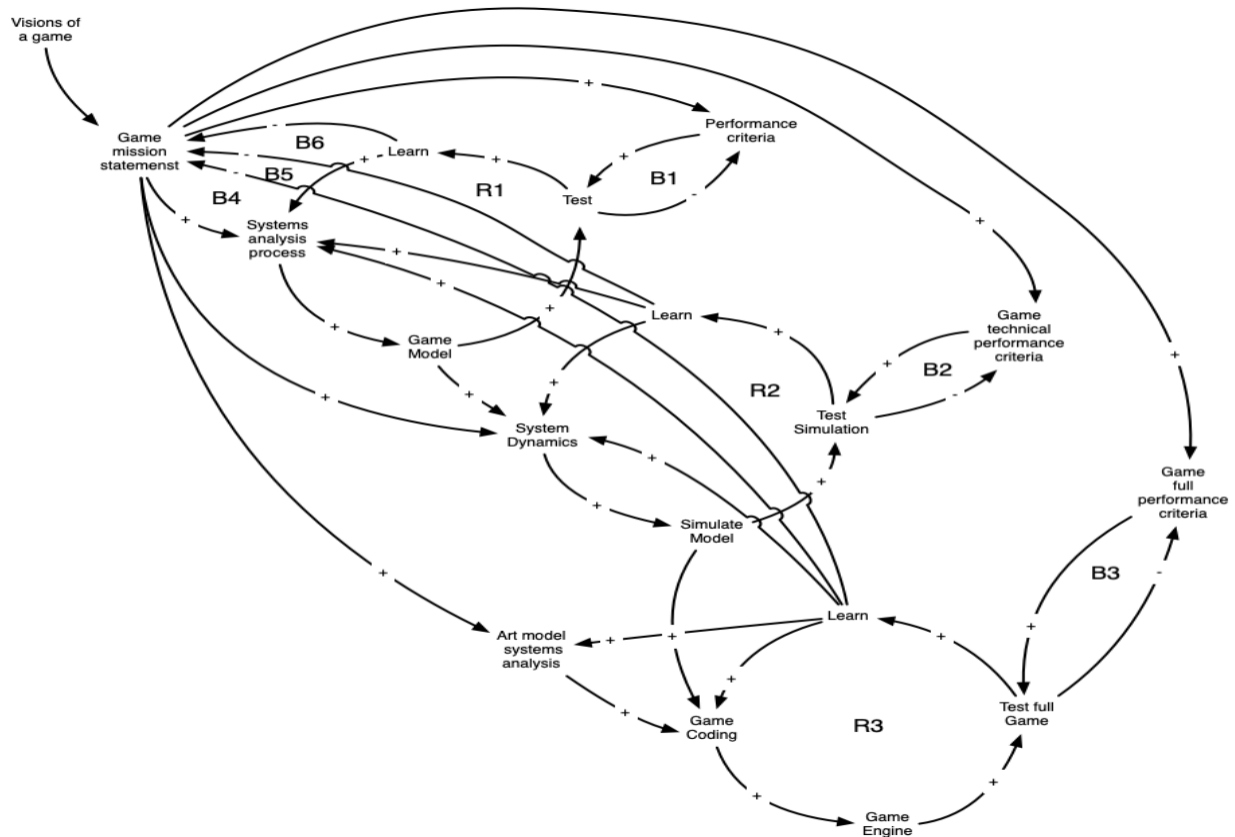 Visions of
a game
+
Performance
criteria
Game
mission
statemenst
-
B6
Learn
+
+
+
-
B5
-
R1
B1
-
B4
Test
+
Systems
analysis
process
+
+
+
+
Learn
+
Game
technical
performance
criteria
+
Game
Model
+
+
+
B2
+
+
+
R2
-
Test
Simulation
System
Dynamics
+
Game
full
performance
criteria
+
+
Simulate
Model
+
B3
-
Learn
+
+
+
+
Art model
systems
analysis
+
+
Test full
Game
+
Game
Coding
R3
+
+
Game
Engine